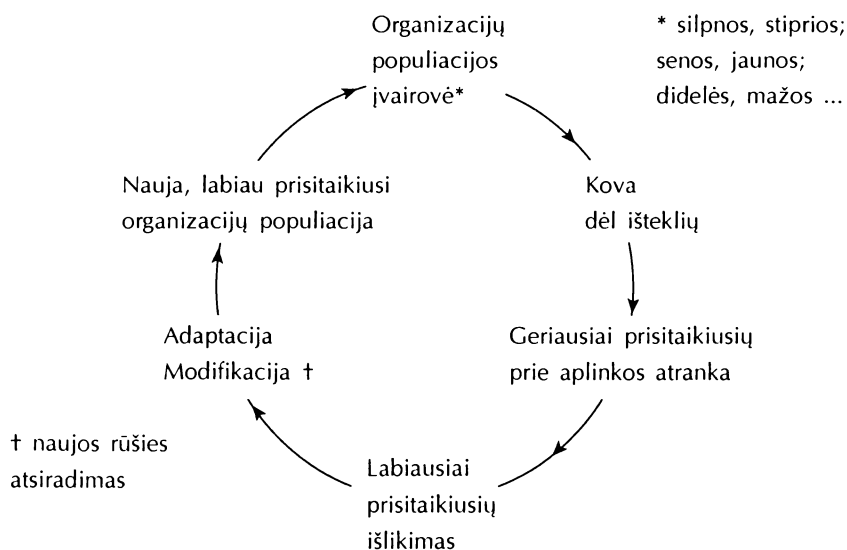 Organizacijų
populiacijos
įvairovė*
* silpnos, stiprios;
senos, jaunos;
didelės, mažos ...
Kova
dėl išteklių
Geriausiai prisitaikiusių
prie aplinkos atranka
Labiausiai
prisitaikiusių
išlikimas
Adaptacija
Modifikacija †
† naujos rūšies
atsiradimas
Nauja, labiau prisitaikiusi
organizacijų populiacija